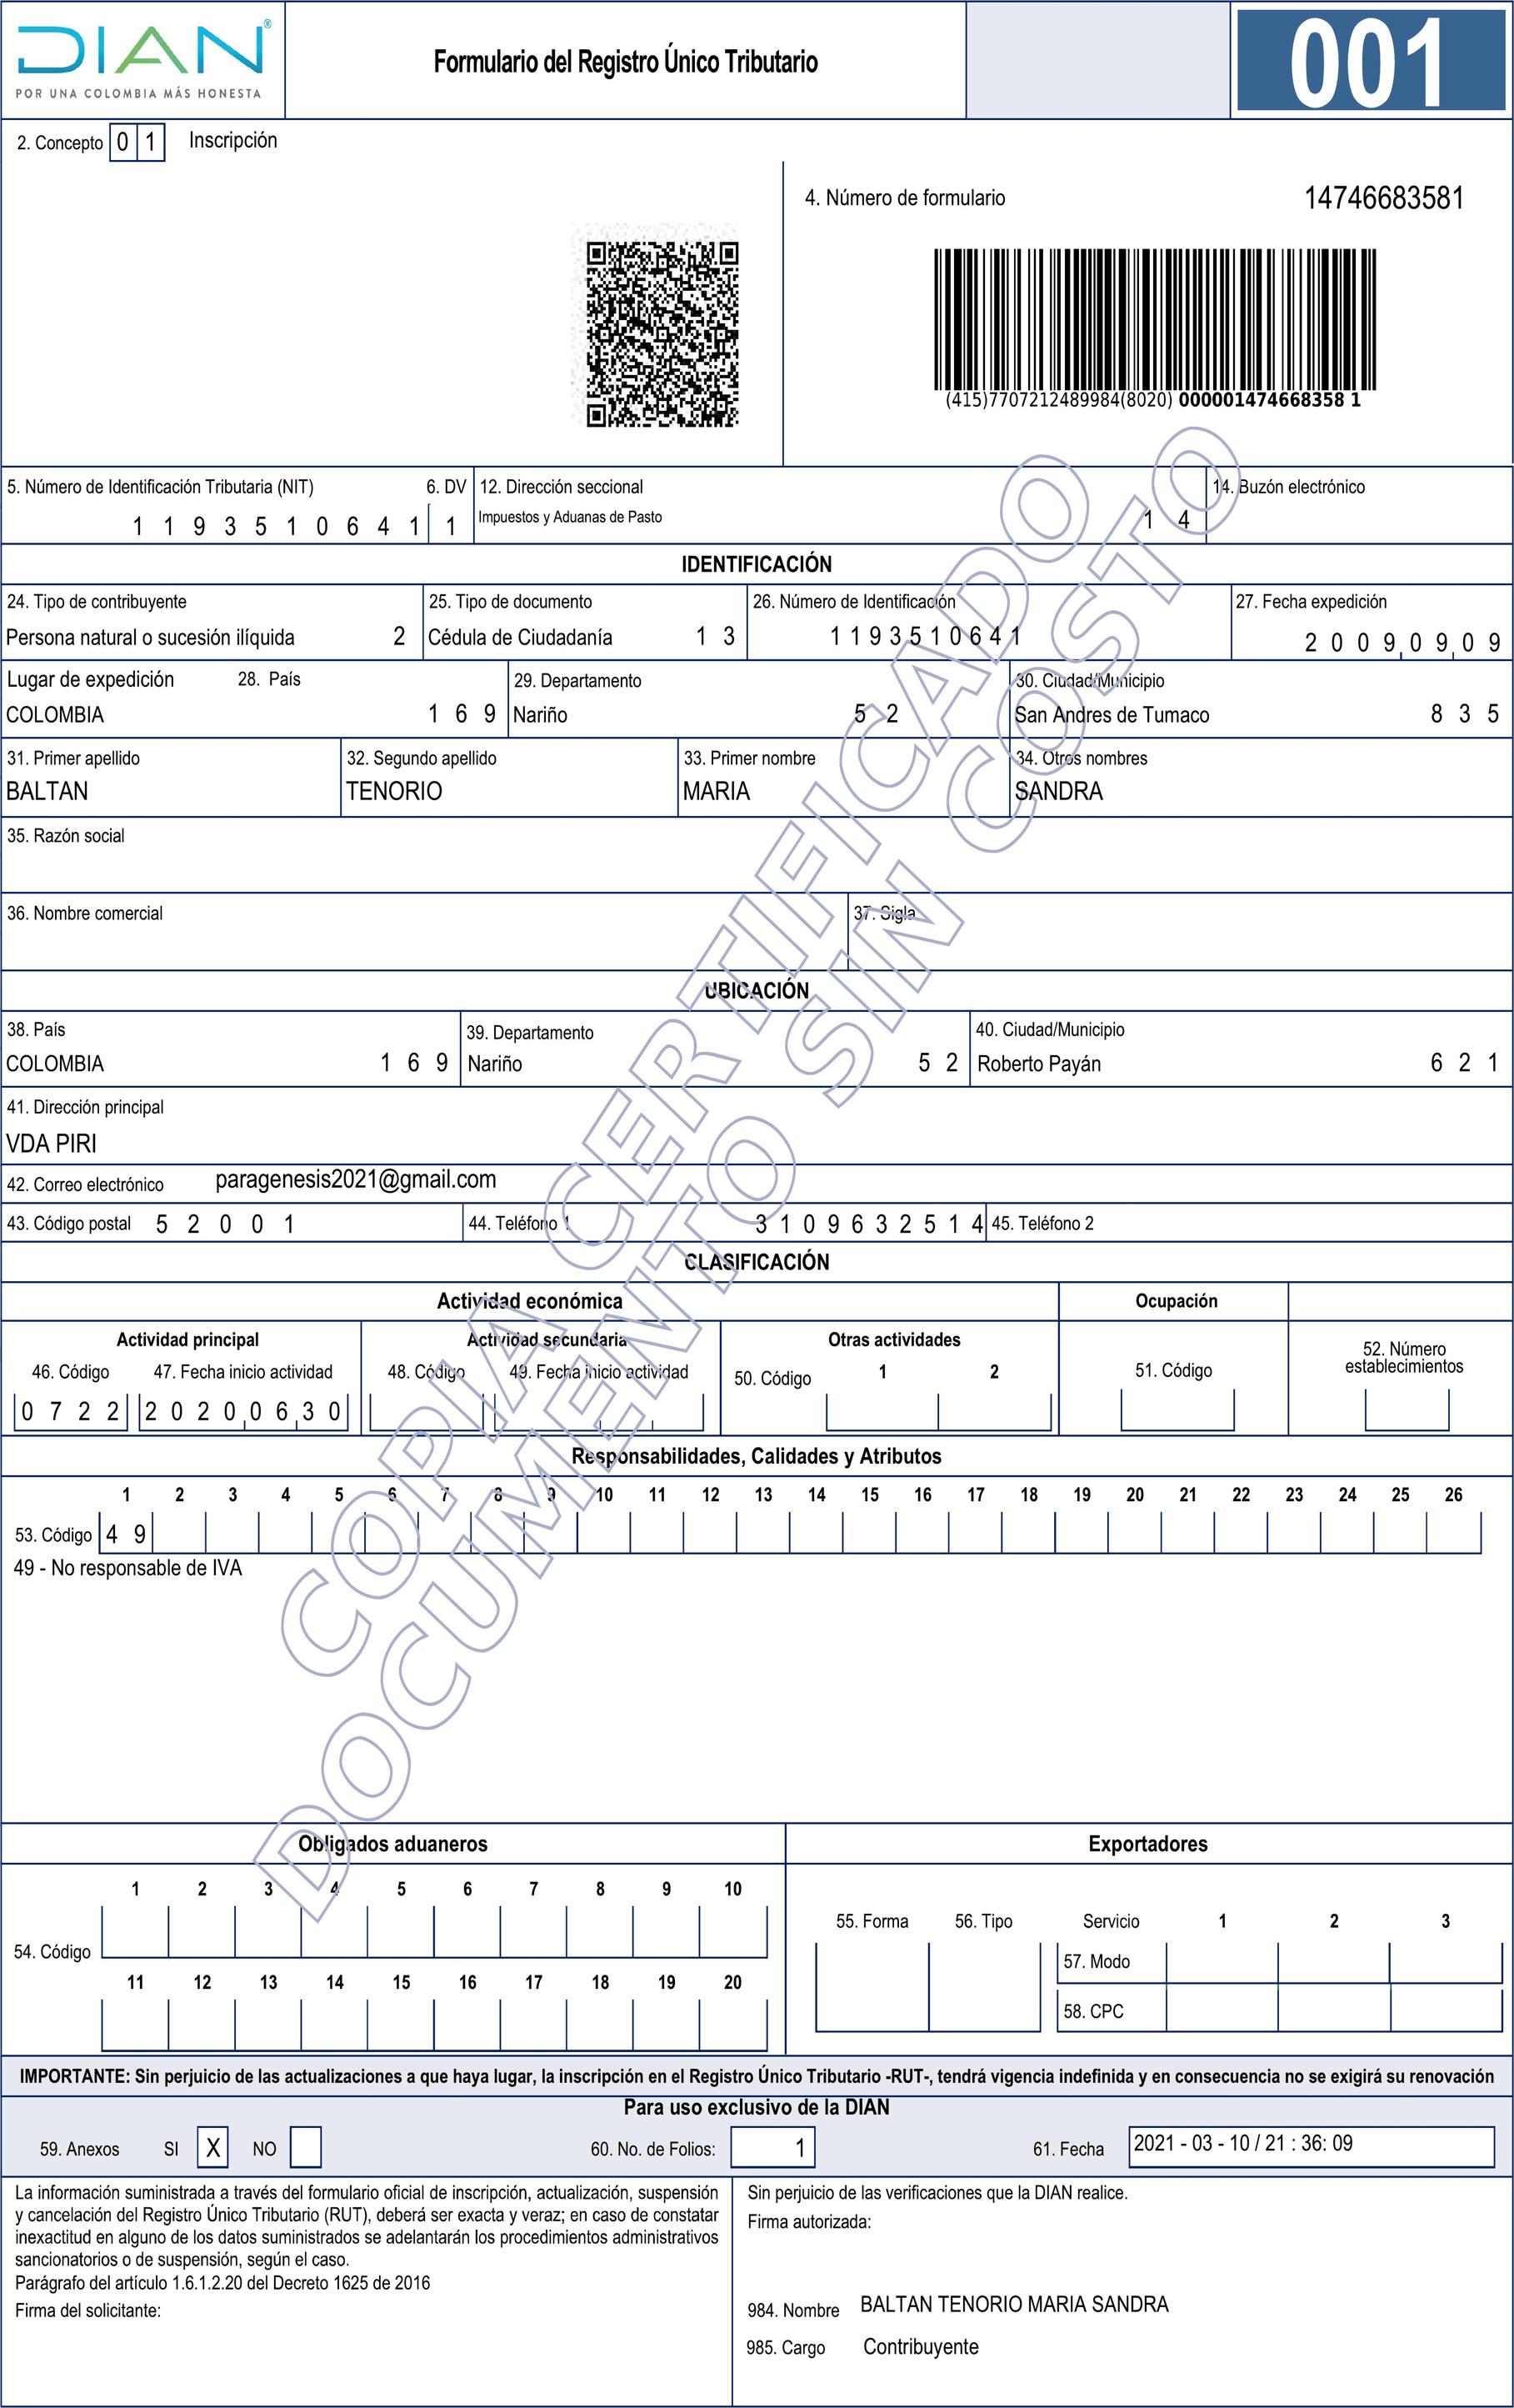 DIAN®
POR UNA COLOMBIA MÁS HONESTA
Formulario del Registro Único Tributario
001
2. Concepto 0 1 Inscripción
4. Número de formulario 14746683581
(415)7707212489984(8020) 000001474668358 1
5. Número de Identificación Tributaria (NIT) 6. DV 12. Dirección seccional 14. Buzón electrónico
1 1 9 3 5 1 0 6 4 1 1 Impuestos y Aduanas de Pasto 1 4
IDENTIFICACIÓN
24. Tipo de contribuyente 25. Tipo de documento 26. Número de Identificación 27. Fecha expedición
Persona natural o sucesión ilíquida 2 Cédula de Ciudadanía 1 3 1 1 9 3 5 1 0 6 4 1 2 0 0 9 0 9 0 9
Lugar de expedición 28. País 29. Departamento 30. Ciudad/Municipio
COLOMBIA 1 6 9 Nariño 5 2 San Andres de Tumaco 8 3 5
31. Primer apellido 32. Segundo apellido 33. Primer nombre 34. Otros nombres
BALTAN TENORIO MARIA SANDRA
35. Razón social
36. Nombre comercial 37. Sigla
UBICACIÓN
38. País 39. Departamento 40. Ciudad/Municipio
COLOMBIA 1 6 9 Nariño 5 2 Roberto Payán 6 2 1
41. Dirección principal
VDA PIRI
42. Correo electrónico paragenesis2021@gmail.com
43. Código postal 5 2 0 0 1 44. Teléfono 1 3 1 0 9 6 3 2 5 1 4 45. Teléfono 2
CLASIFICACIÓN
Actividad económica Ocupación
Actividad principal Actividad secundaria Otras actividades 52. Número establecimientos
46. Código 47. Fecha inicio actividad 48. Código 49. Fecha inicio actividad 50. Código 1 2 51. Código
0 7 2 2 2 0 2 0 0 6 3 0
Responsabilidades, Calidades y Atributos
1 2 3 4 5 6 7 8 9 10 11 12 13 14 15 16 17 18 19 20 21 22 23 24 25 26
53. Código 4 9
49 - No responsable de IVA
COPIA CERTIFICADO
DOCUMENTO SIN COSTO
Obligados aduaneros Exportadores
1 2 3 4 5 6 7 8 9 10
55. Forma 56. Tipo Servicio 1 2 3
54. Código
57. Modo
11 12 13 14 15 16 17 18 19 20
58. CPC
IMPORTANTE: Sin perjuicio de las actualizaciones a que haya lugar, la inscripción en el Registro Único Tributario -RUT-, tendrá vigencia indefinida y en consecuencia no se exigirá su renovación
Para uso exclusivo de la DIAN
59. Anexos SI X NO 60. No. de Folios: 1 61. Fecha 2021 - 03 - 10 / 21 : 36: 09
La información suministrada a través del formulario oficial de inscripción, actualización, suspensión
y cancelación del Registro Único Tributario (RUT), deberá ser exacta y veraz; en caso de constatar
inexactitud en alguno de los datos suministrados se adelantarán los procedimientos administrativos
sancionatorios o de suspensión, según el caso.
Parágrafo del artículo 1.6.1.2.20 del Decreto 1625 de 2016
Firma del solicitante:
Sin perjuicio de las verificaciones que la DIAN realice.
Firma autorizada:
984. Nombre BALTAN TENORIO MARIA SANDRA
985. Cargo Contribuyente